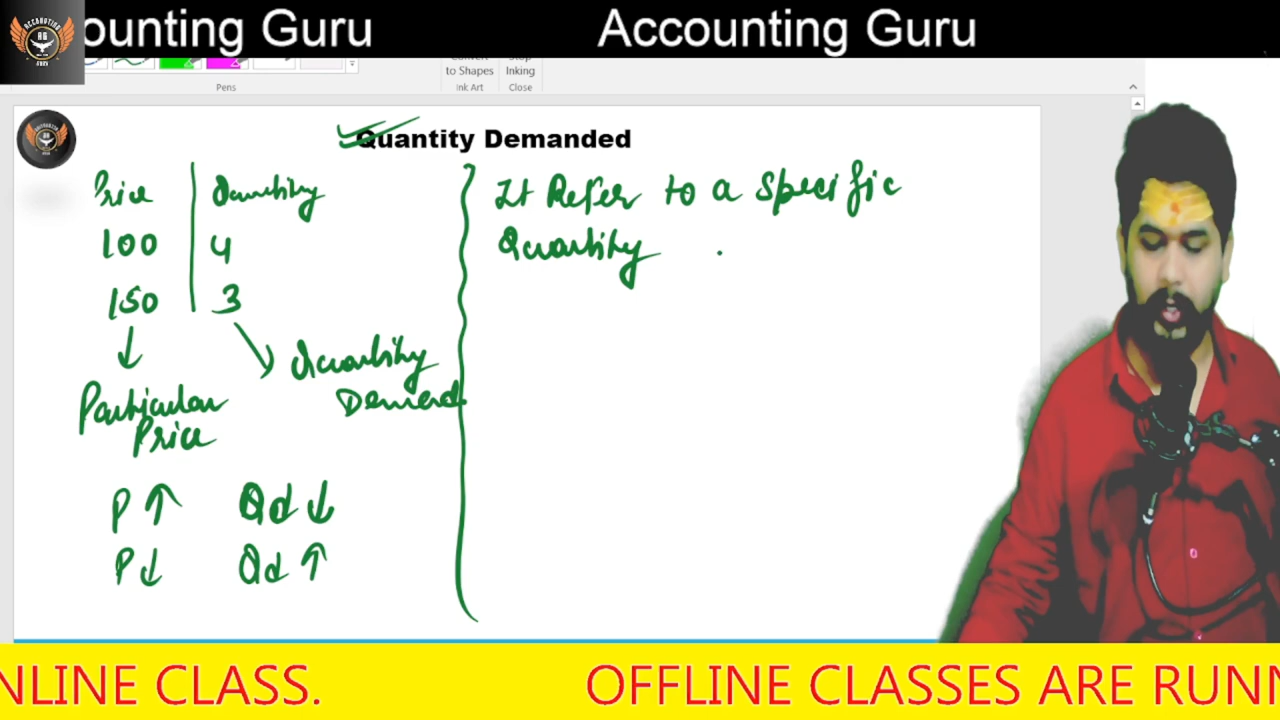 ounting Guru
Accounting Guru
to Shapes
Inking
Pens
Ink Art
Close
Quantity Demanded
Price Quantity
100 4
150 3
Particular
Price
Quantity
Demand
P ↑ Qd ↓
P ↓ Qd ↑
It Refer to a Specific
Quantity
NLINE CLASS.
OFFLINE CLASSES ARE RUNN